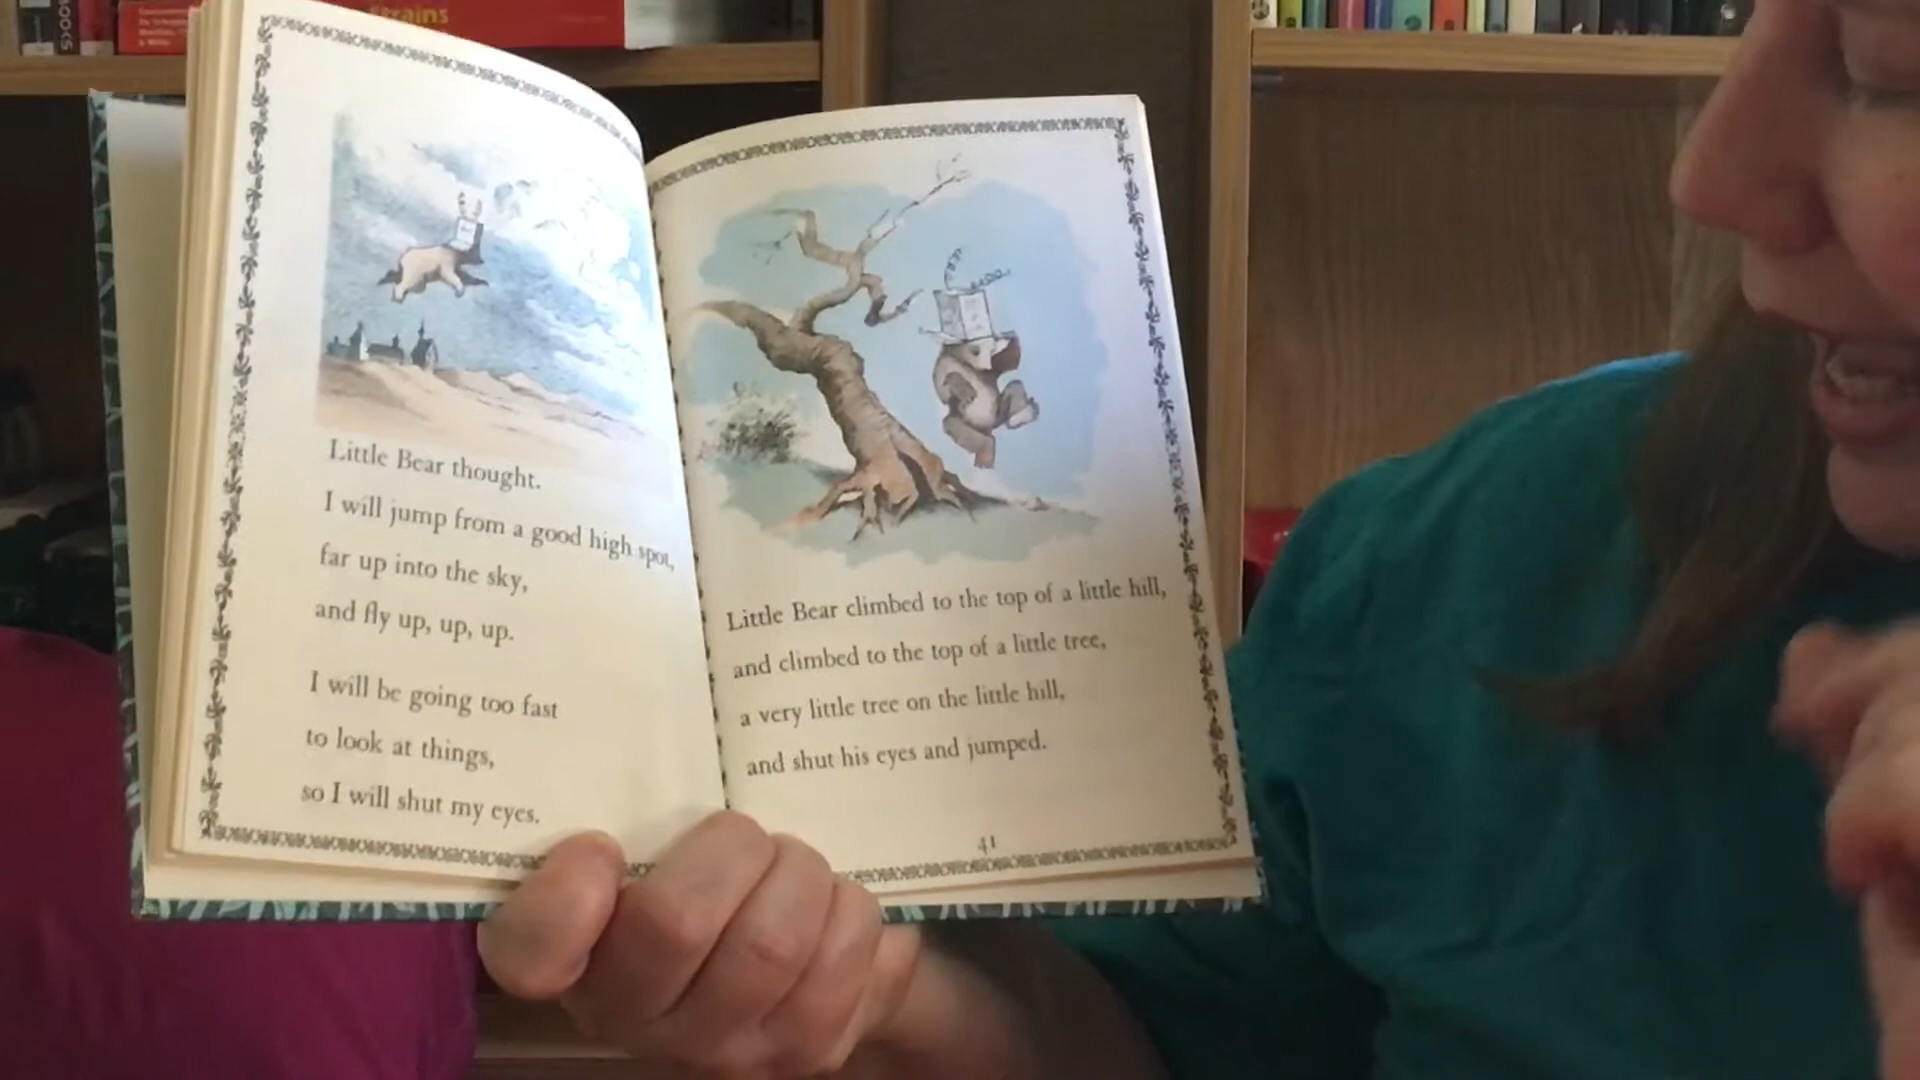 trains
Little Bear thought.
I will jump from a good high spot,
far up into the sky,
and fly up, up, up.
I will be going too fast
to look at things,
so I will shut my eyes.
Little Bear climbed to the top of a little hill,
and climbed to the top of a little tree,
a very little tree on the little hill,
and shut his eyes and jumped.
41